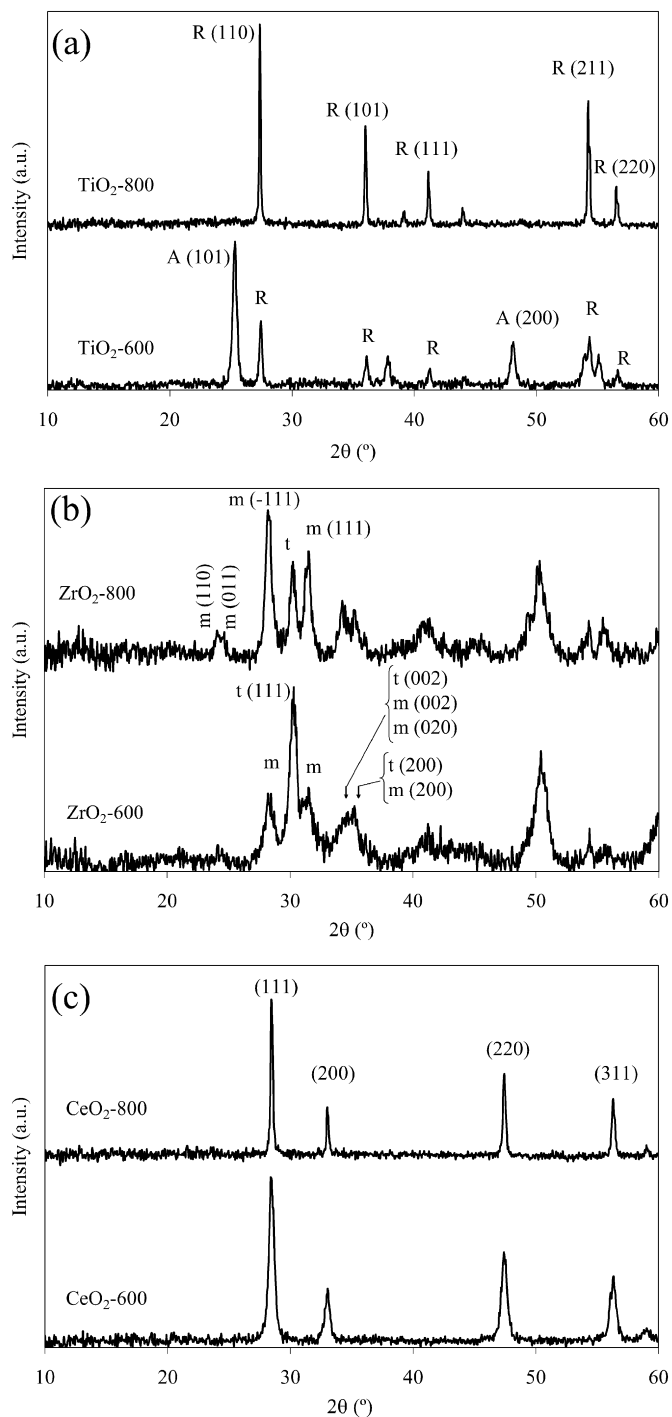 (a)
R (110)
R (211)
R (101)
R (111)
R (220)
TiO₂-800
A (101)
R
A (200)
R
R
R
R
TiO₂-600
Intensity (a.u.)
10 20 30 40 50 60
2θ (º)
(b)
m (-111)
m (111)
t
m (110)
m (011)
ZrO₂-800
t (002)
m (002)
m (020)
t (111)
t (200)
m (200)
m
m
ZrO₂-600
Intensity (a.u.)
10 20 30 40 50 60
2θ (º)
(c)
(111)
(200)
(220)
(311)
CeO₂-800
CeO₂-600
Intensity (a.u.)
10 20 30 40 50 60
2θ (º)